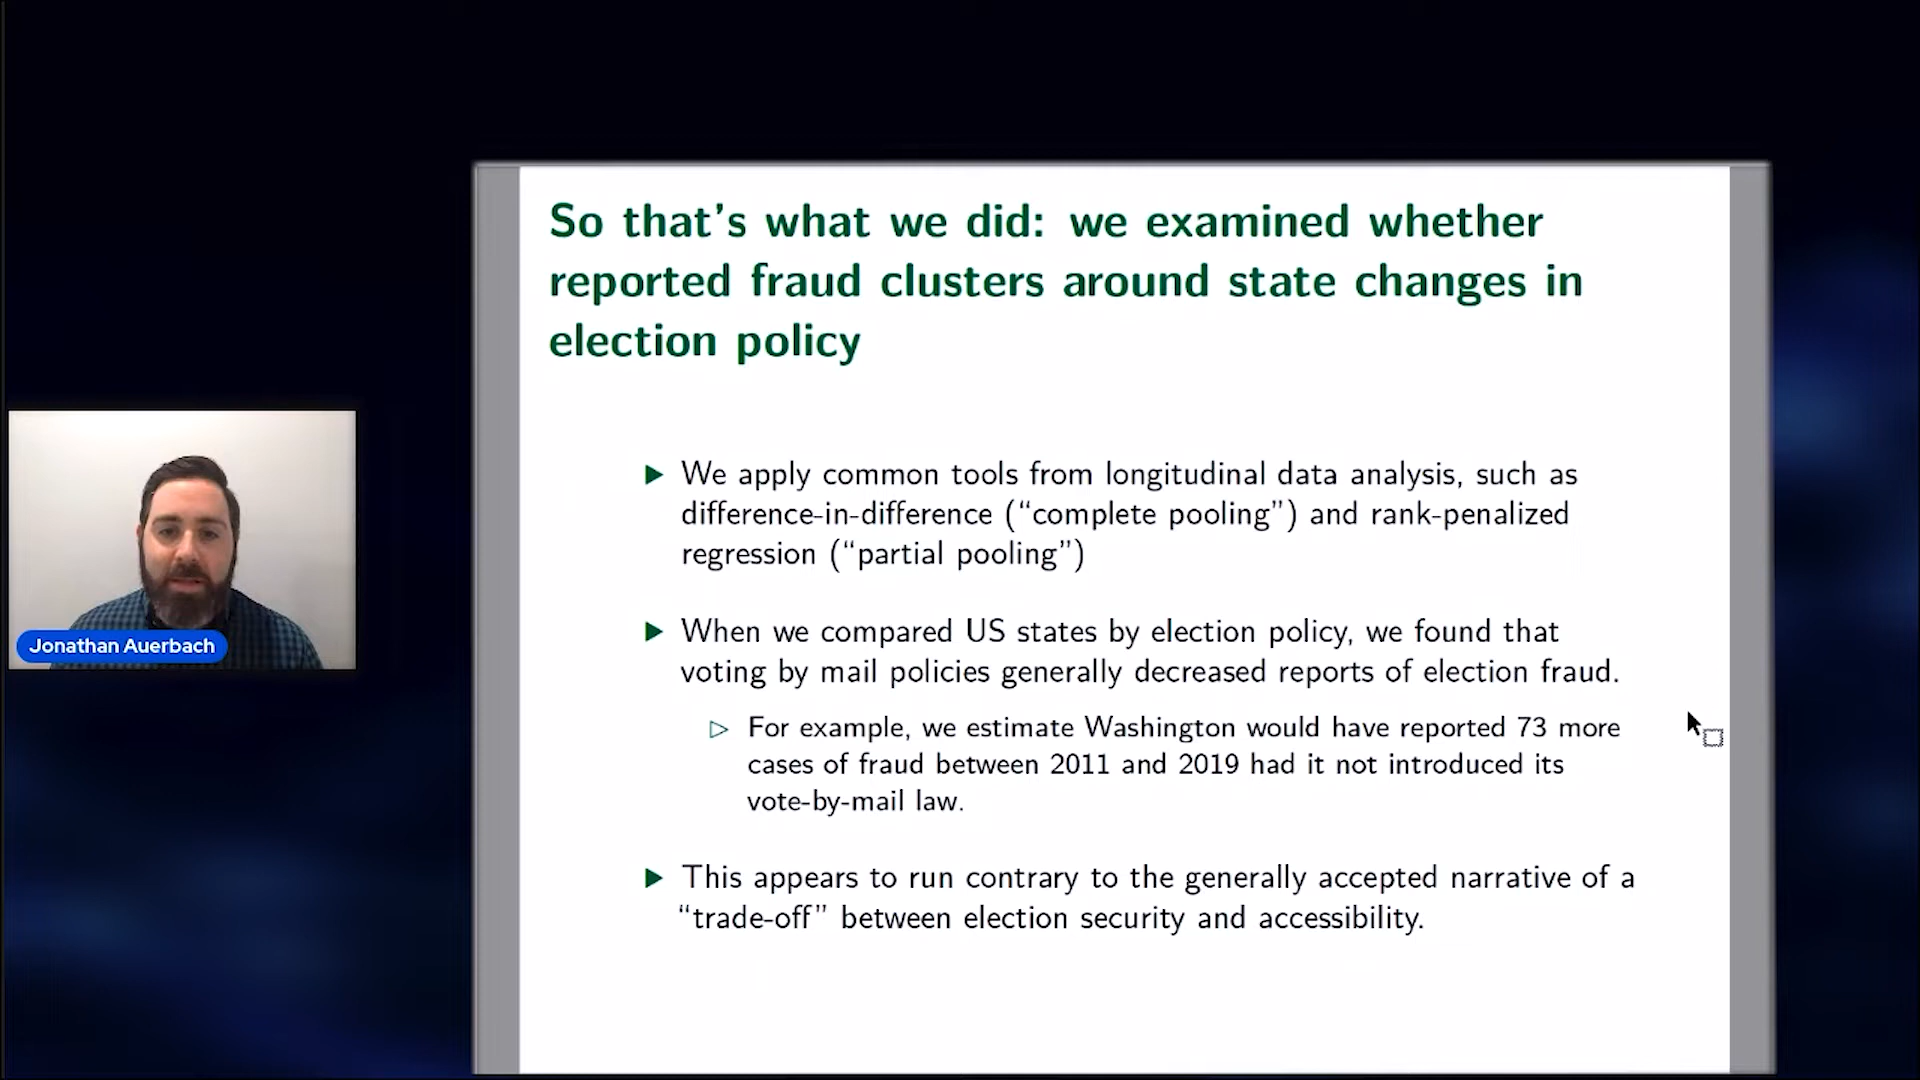 So that's what we did: we examined whether
reported fraud clusters around state changes in
election policy
We apply common tools from longitudinal data analysis, such as
difference-in-difference (“complete pooling”) and rank-penalized
regression (“partial pooling”)
When we compared US states by election policy, we found that
voting by mail policies generally decreased reports of election fraud.
For example, we estimate Washington would have reported 73 more
cases of fraud between 2011 and 2019 had it not introduced its
vote-by-mail law.
This appears to run contrary to the generally accepted narrative of a
“trade-off” between election security and accessibility.
Jonathan Auerbach